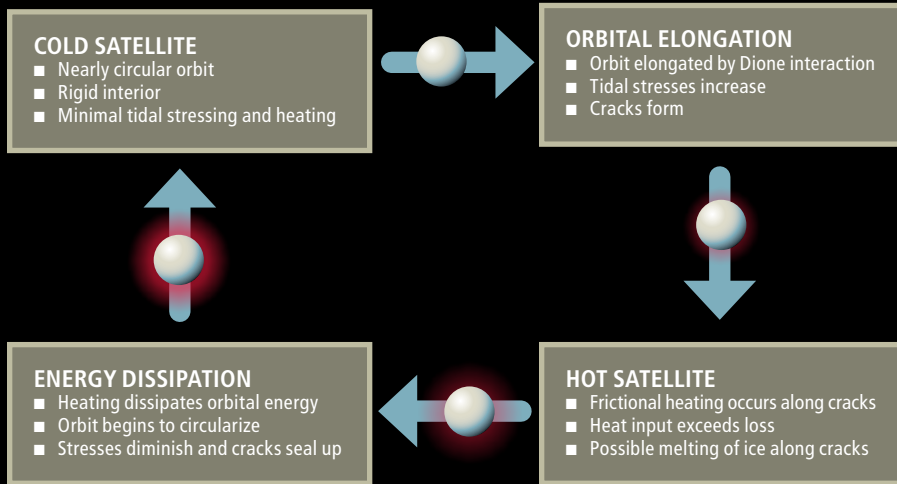 COLD SATELLITE
■ Nearly circular orbit
■ Rigid interior
■ Minimal tidal stressing and heating
ORBITAL ELONGATION
■ Orbit elongated by Dione interaction
■ Tidal stresses increase
■ Cracks form
ENERGY DISSIPATION
■ Heating dissipates orbital energy
■ Orbit begins to circularize
■ Stresses diminish and cracks seal up
HOT SATELLITE
■ Frictional heating occurs along cracks
■ Heat input exceeds loss
■ Possible melting of ice along cracks